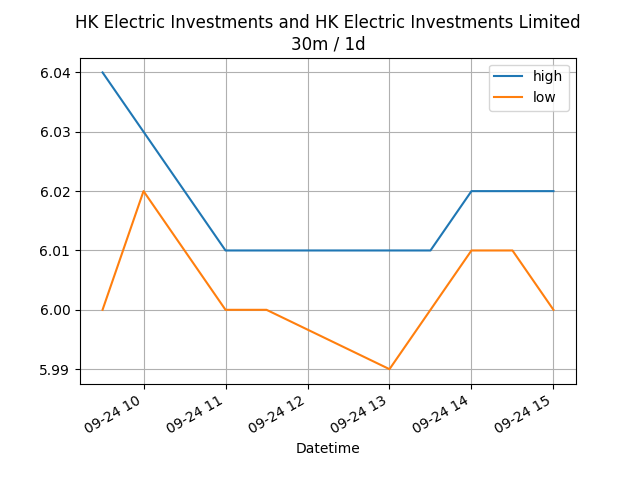 HK Electric Investments and HK Electric Investments Limited
30m / 1d
high
low
6.04
6.03
6.02
6.01
6.00
5.99
09-24 10
09-24 11
09-24 12
09-24 13
09-24 14
09-24 15
Datetime